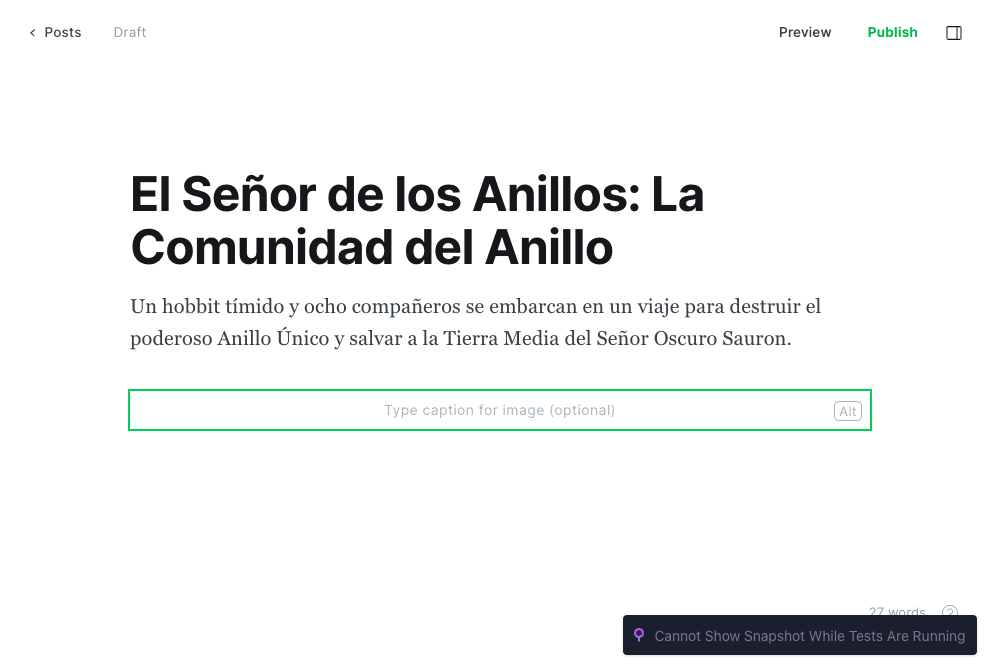 Posts
Draft
Preview
Publish
El Señor de los Anillos: La
Comunidad del Anillo
Un hobbit tímido y ocho compañeros se embarcan en un viaje para destruir el
poderoso Anillo Único y salvar a la Tierra Media del Señor Oscuro Sauron.
Type caption for image (optional)
Alt
27 words
?
Cannot Show Snapshot While Tests Are Running